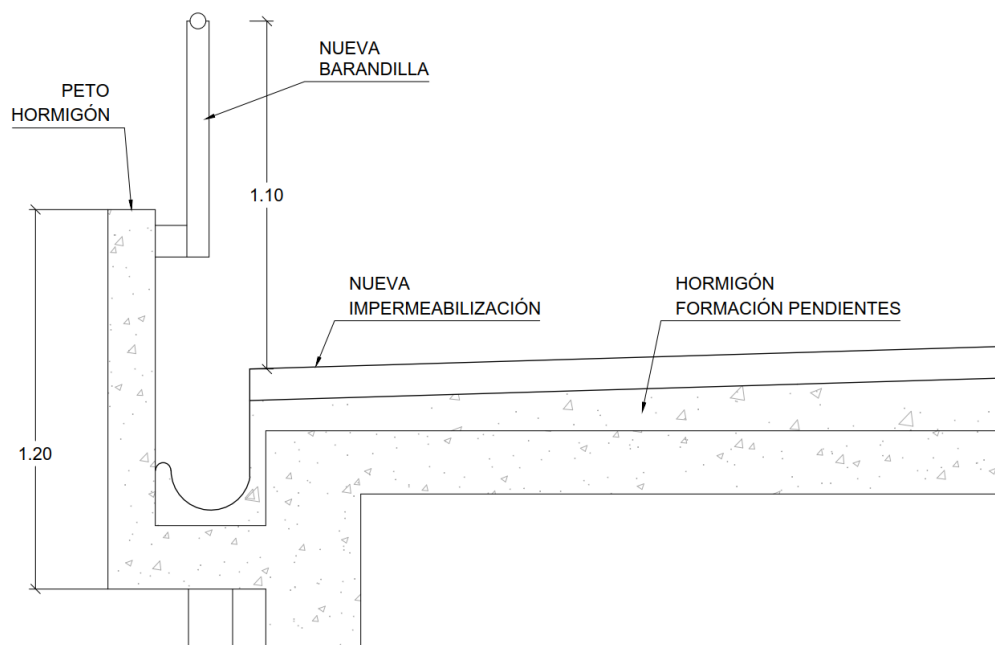 NUEVA
BARANDILLA
PETO
HORMIGÓN
1.10
NUEVA
IMPERMEABILIZACIÓN
HORMIGÓN
FORMACIÓN PENDIENTES
1.20